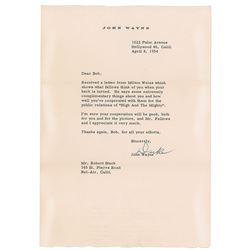 JOHN WAYNE
1022 Palm Avenue
Hollywood 46, Calif.
April 8, 1954
Dear Bob,
Received a letter from Milton Weiss which
shows what fellows think of you when your
back is turned. He says some extremely
complimentary things about you and how
well you've cooperated with them for the
public relations of "High And The Mighty".
I'm sure your cooperation will be good, both
for you and for the picture, and Mr. Fellows
and I appreciate it very much.
Thanks again, Bob, for all your efforts.
Sincerely,
Duke
John Wayne
Mr. Robert Stack
St. Pierre Road
Bel-Air, Calif.